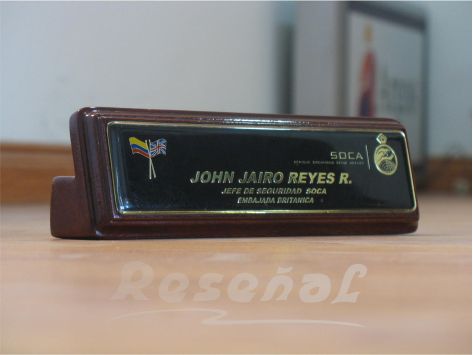 SOCA
JOHN JAIRO REYES R.
JEFE DE SEGURIDAD SOCA
EMBAJADA BRITANICA
Reseñal